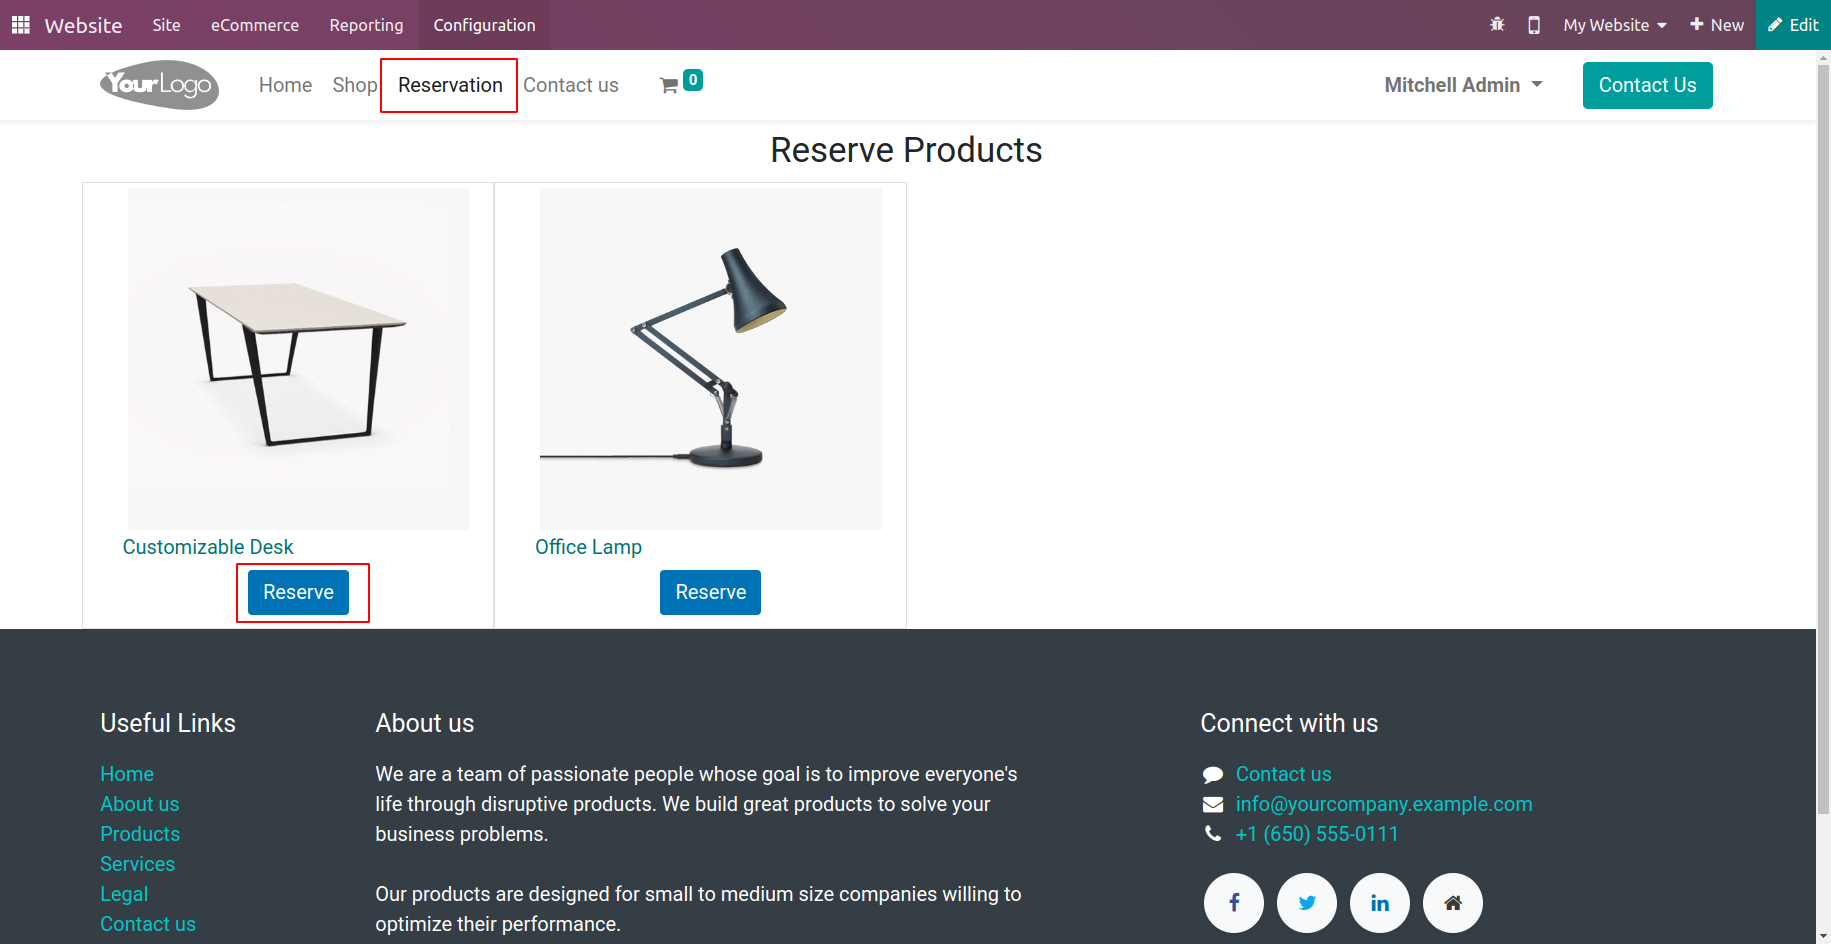 Website Site eCommerce Reporting Configuration My Website New Edit
YourLogo Home Shop Reservation Contact us 0 Mitchell Admin Contact Us
Reserve Products
Customizable Desk Office Lamp
Reserve Reserve
Useful Links
Home
About us
Products
Services
Legal
Contact us
About us
We are a team of passionate people whose goal is to improve everyone's
life through disruptive products. We build great products to solve your
business problems.
Our products are designed for small to medium size companies willing to
optimize their performance.
Connect with us
Contact us
info@yourcompany.example.com
+1 (650) 555-0111